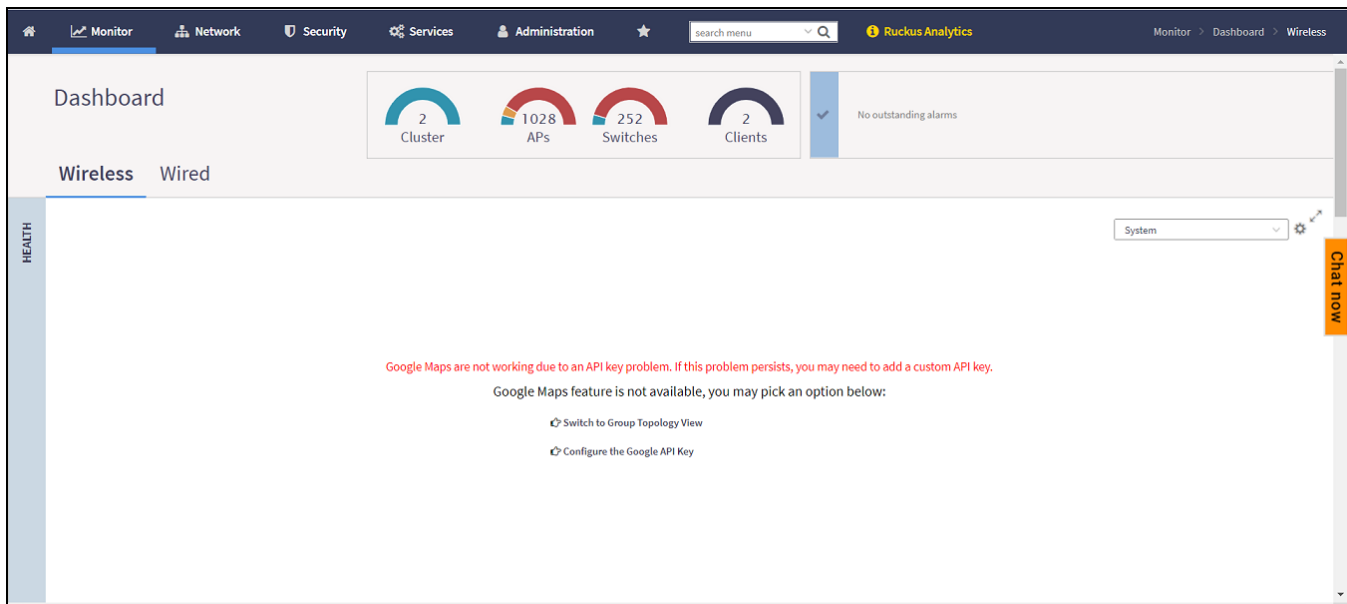 Monitor
Network
Security
Services
Administration
search menu
Ruckus Analytics
Monitor > Dashboard > Wireless
Dashboard
2
Cluster
1028
APs
252
Switches
2
Clients
No outstanding alarms
Wireless
Wired
HEALTH
System
Chat now
Google Maps are not working due to an API key problem. If this problem persists, you may need to add a custom API key.
Google Maps feature is not available, you may pick an option below:
Switch to Group Topology View
Configure the Google API Key